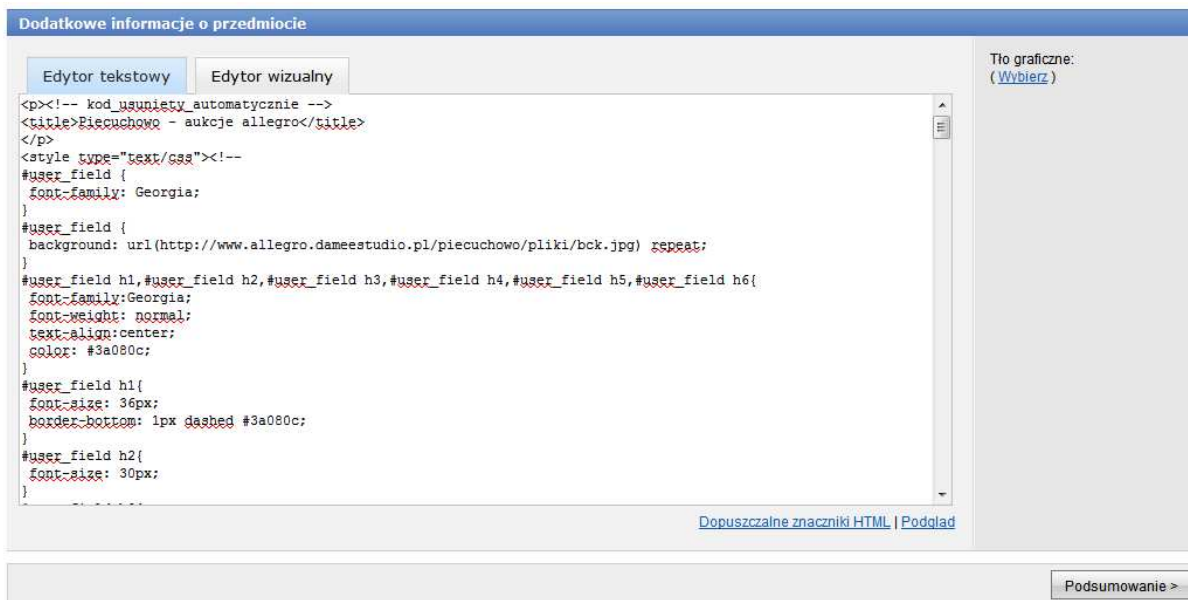 Dodatkowe informacje o przedmiocie
Tło graficzne:
( Wybierz )
Edytor tekstowy Edytor wizualny
<p><!-- kod_usuniety_automatycznie -->
<title>Piecuchowo - aukcje allegro</title>
</p>
<style type="text/css"><!--
#user_field {
font-family: Georgia;
}
#user_field {
background: url(http://www.allegro.dameestudio.pl/piecuchowo/pliki/bck.jpg) repeat;
}
#user_field h1,#user_field h2,#user_field h3,#user_field h4,#user_field h5,#user_field h6{
font-family:Georgia;
font-weight: normal;
text-align:center;
color: #3a080c;
}
#user_field h1{
font-size: 36px;
border-bottom: 1px dashed #3a080c;
}
#user_field h2{
font-size: 30px;
}
Dopuszczalne znaczniki HTML | Podgląd
Podsumowanie >